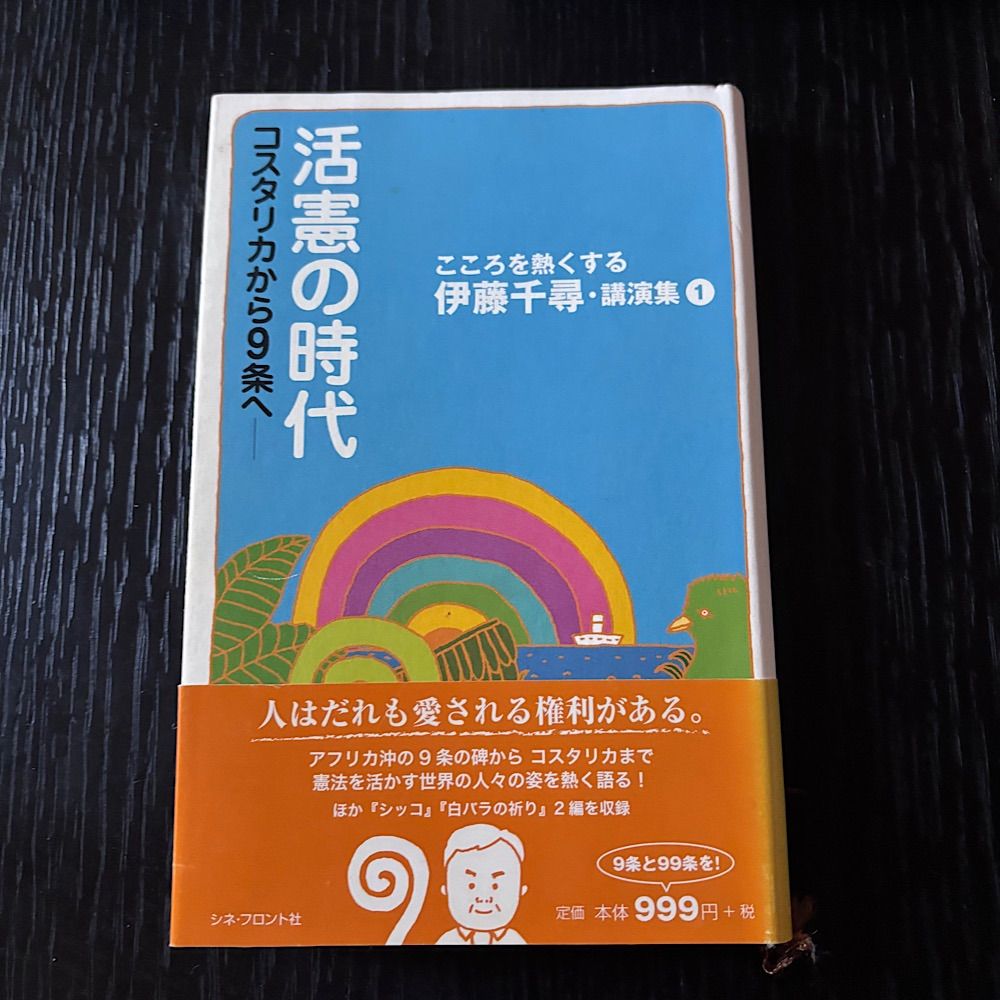 活憲の時代
コスタリカから9条へ──
こころを熱くする
伊藤千尋・講演集❶
人はだれも愛される権利がある。
アフリカ沖の9条の碑から コスタリカまで
憲法を活かす世界の人々の姿を熱く語る!
ほか『シッコ』『白バラの祈り』2編を収録
9条と99条を!
定価 本体 999円+税
シネ・フロント社